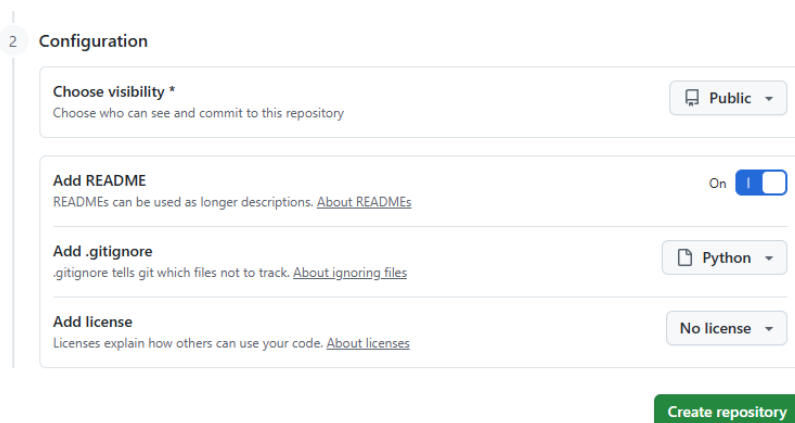 2 Configuration
Choose visibility *
Choose who can see and commit to this repository
Public
Add README
READMEs can be used as longer descriptions. About READMEs
On
Add .gitignore
.gitignore tells git which files not to track. About ignoring files
Python
Add license
Licenses explain how others can use your code. About licenses
No license
Create repository